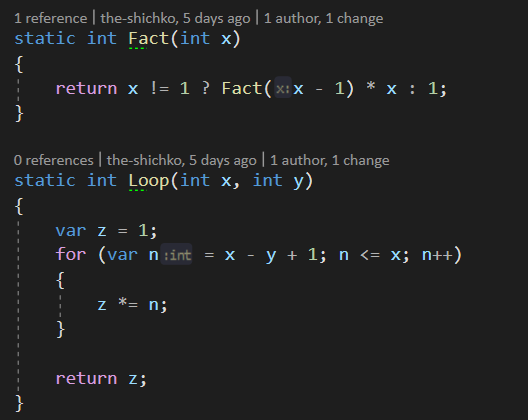 1 reference | the-shichko, 5 days ago | 1 author, 1 change
static int Fact(int x)
{
    return x != 1 ? Fact(x: x - 1) * x : 1;
}
0 references | the-shichko, 5 days ago | 1 author, 1 change
static int Loop(int x, int y)
{
    var z = 1;
    for (var n :int = x - y + 1; n <= x; n++)
    {
        z *= n;
    }
    return z;
}